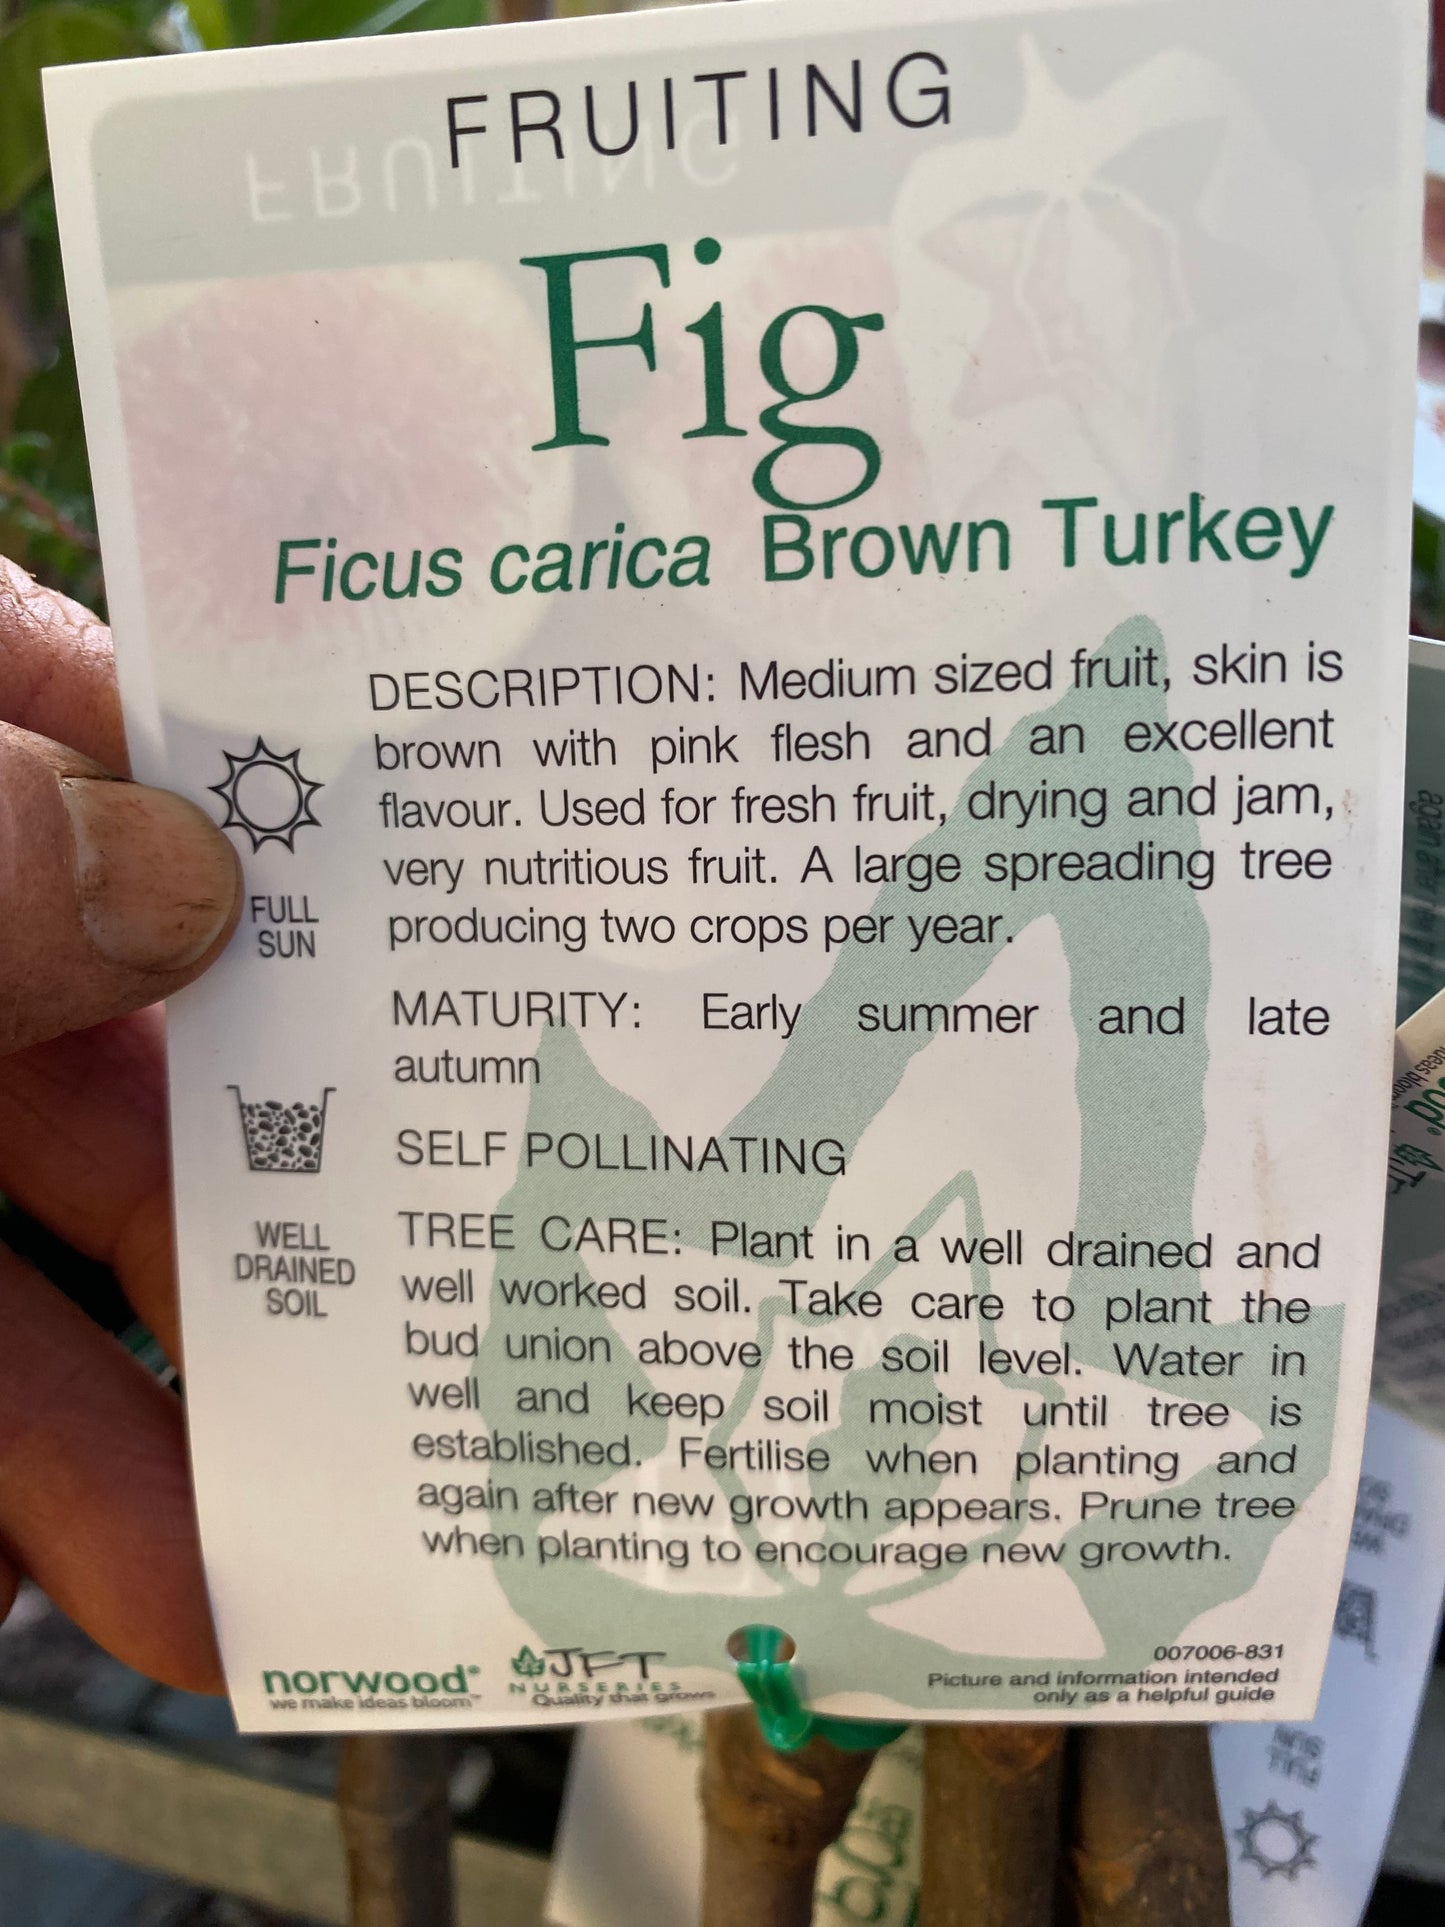 FRUITING
FRUITING
Fig
Ficus carica Brown Turkey
DESCRIPTION: Medium sized fruit, skin is
brown with pink flesh and an excellent
flavour. Used for fresh fruit, drying and jam,
very nutritious fruit. A large spreading tree
producing two crops per year.
MATURITY: Early summer and late
autumn
SELF POLLINATING
TREE CARE: Plant in a well drained and
well worked soil. Take care to plant the
bud union above the soil level. Water in
well and keep soil moist until tree is
established. Fertilise when planting and
again after new growth appears. Prune tree
when planting to encourage new growth.
FULL
SUN
WELL
DRAINED
SOIL
norwood®
we make ideas bloom™
JFT
NURSERIES
Quality that grows
007006-831
Picture and information intended
only as a helpful guide
FULL
SUN